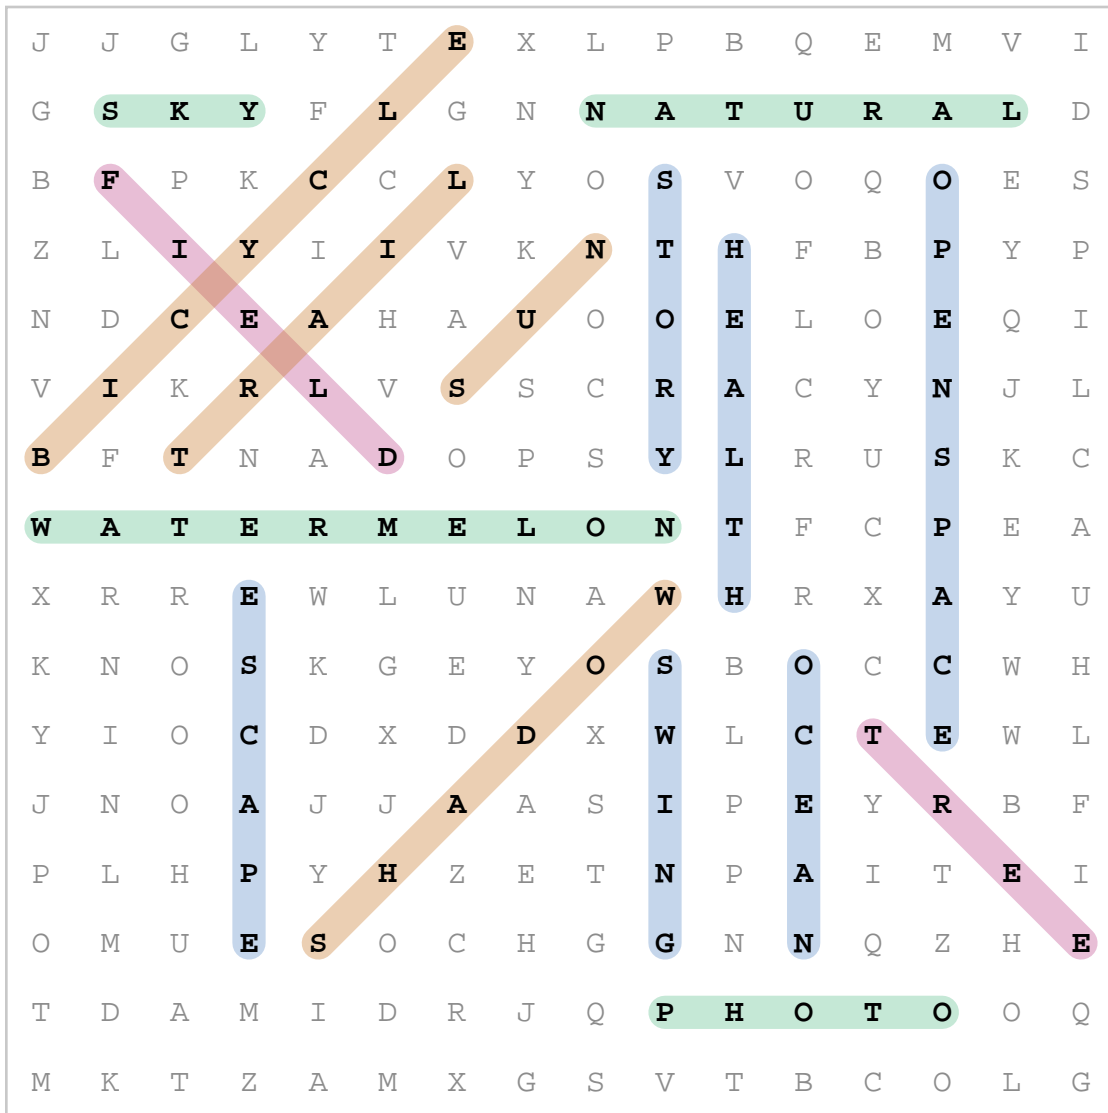 J J G L Y T E X L P B Q E M V I
G S K Y F L G N N A T U R A L D
B F P K C C L Y O S V O Q O E S
Z L I Y I I V K N T H F B P Y P
N D C E A H A U O O E L O E Q I
V I K R L V S S C R A C Y N J L
B F T N A D O P S Y L R U S K C
W A T E R M E L O N T F C P E A
X R R E W L U N A W H R X A Y U
K N O S K G E Y O S B O C C W H
Y I O C D X D D X W L C T E W L
J N O A J J A A S I P E Y R B F
P L H P Y H Z E T N P A I T E I
O M U E S O C H G G N N Q Z H E
T D A M I D R J Q P H O T O O Q
M K T Z A M X G S V T B C O L G